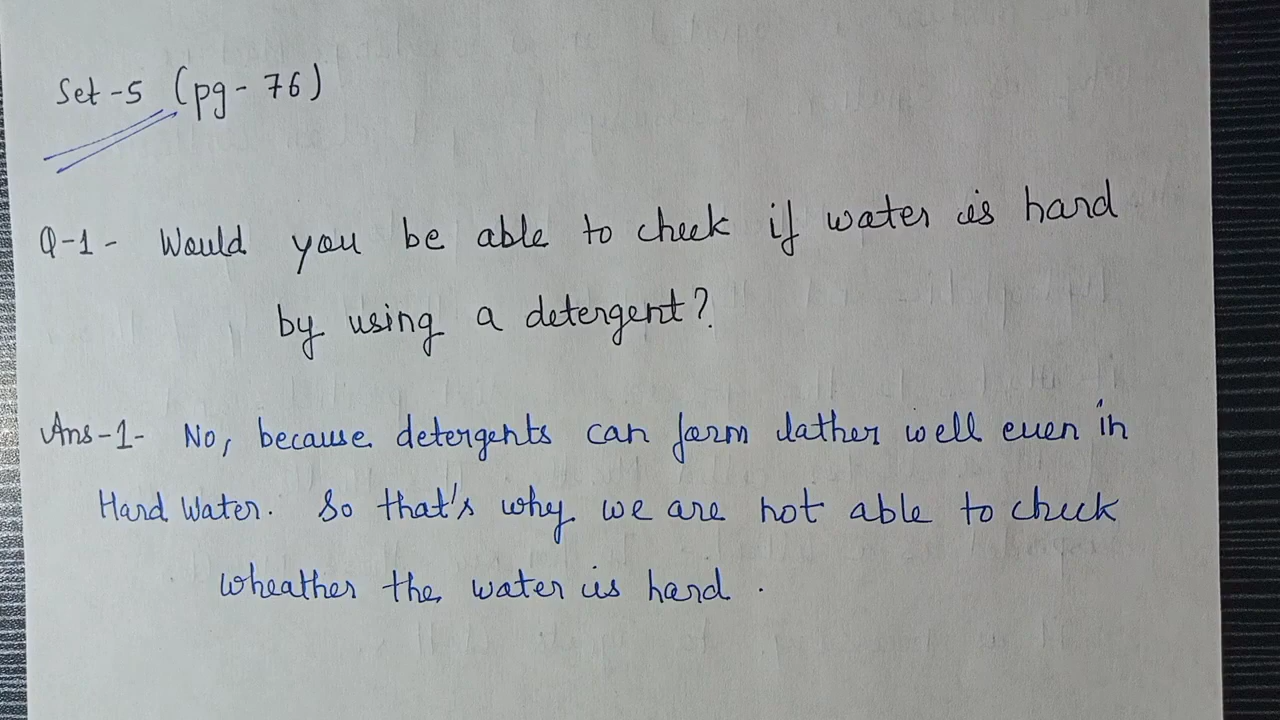 Set-5 (pg-76)
Q-1- Would you be able to check if water is hard
by using a detergent?
Ans-1- No, because detergents can form lather well even in
Hard Water. So that's why we are not able to check
wheather the water is hard.